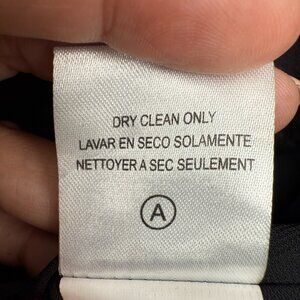 DRY CLEAN ONLY
LAVAR EN SECO SOLAMENTE
NETTOYER A SEC SEULEMENT
A